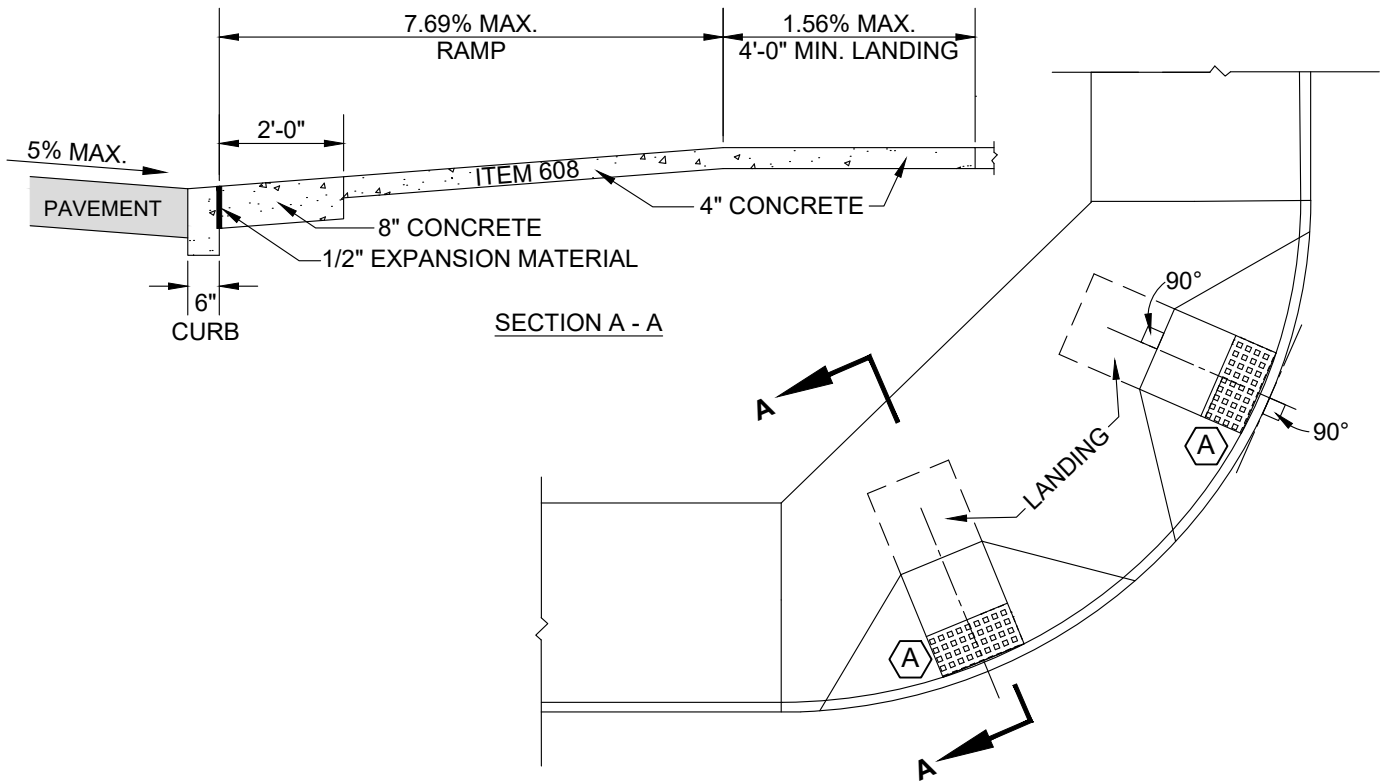 7.69% MAX.
RAMP
1.56% MAX.
4'-0" MIN. LANDING
2'-0"
5% MAX.
ITEM 608
PAVEMENT
4" CONCRETE
8" CONCRETE
1/2" EXPANSION MATERIAL
6"
CURB
SECTION A - A
90°
A
90°
A
LANDING
A
A